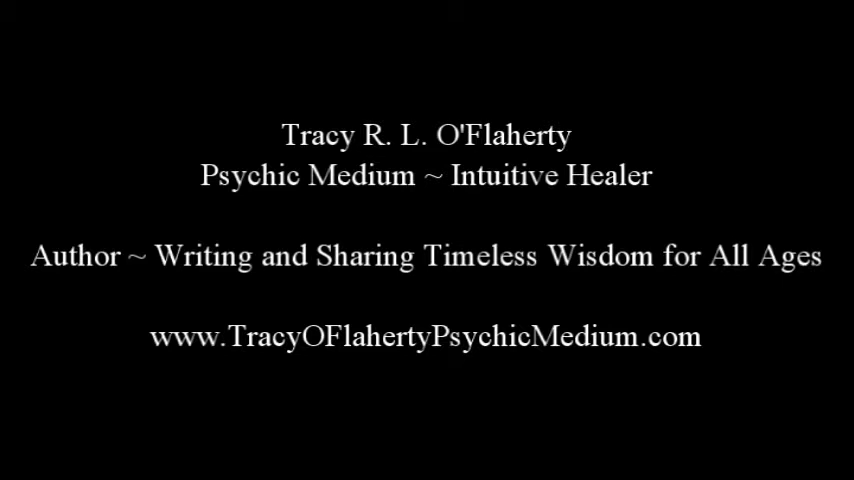 Tracy R. L. O'Flaherty
Psychic Medium ~ Intuitive Healer
Author ~ Writing and Sharing Timeless Wisdom for All Ages
www.TracyOFlahertyPsychicMedium.com